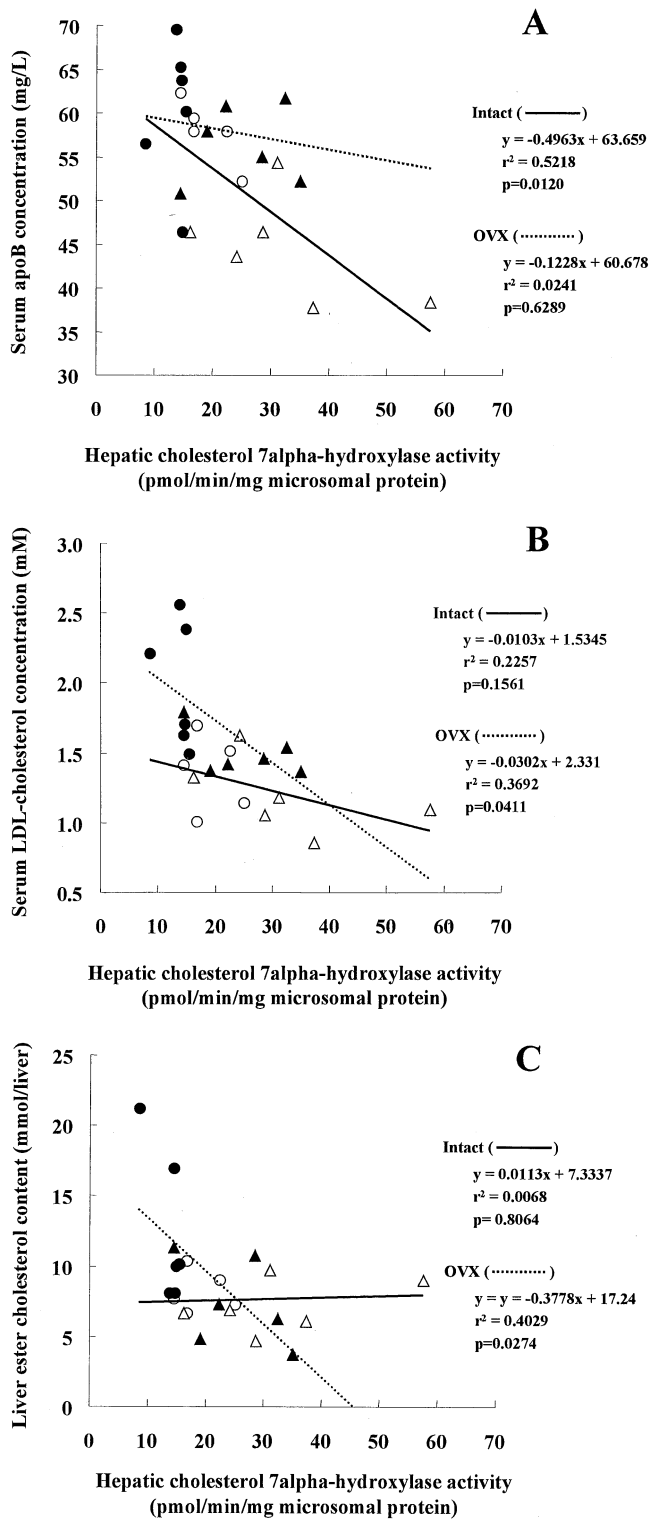 A
70
65
60
55
50
45
40
35
30
Serum apoB concentration (mg/L)
Intact ( )
y = -0.4963x + 63.659
r² = 0.5218
p=0.0120
OVX ( )
y = -0.1228x + 60.678
r² = 0.0241
p=0.6289
0 10 20 30 40 50 60 70
Hepatic cholesterol 7alpha-hydroxylase activity
(pmol/min/mg microsomal protein)
B
3.0
2.5
2.0
1.5
1.0
0.5
Serum LDL-cholesterol concentration (mM)
Intact ( )
y = -0.0103x + 1.5345
r² = 0.2257
p=0.1561
OVX ( )
y = -0.0302x + 2.331
r² = 0.3692
p=0.0411
0 10 20 30 40 50 60 70
Hepatic cholesterol 7alpha-hydroxylase activity
(pmol/min/mg microsomal protein)
C
25
20
15
10
5
0
Liver ester cholesterol content (mmol/liver)
Intact ( )
y = 0.0113x + 7.3337
r² = 0.0068
p= 0.8064
OVX ( )
y = y = -0.3778x + 17.24
r² = 0.4029
p=0.0274
0 10 20 30 40 50 60 70
Hepatic cholesterol 7alpha-hydroxylase activity
(pmol/min/mg microsomal protein)